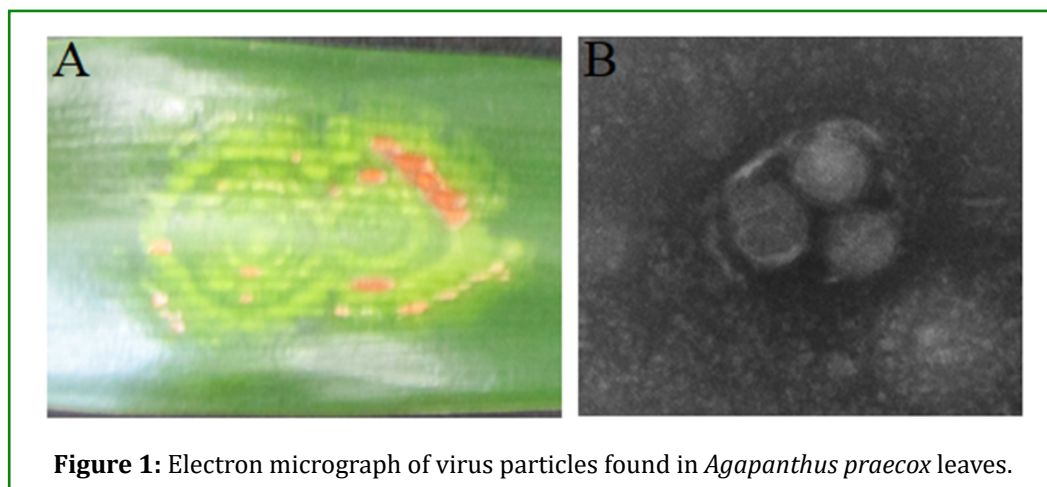 A
B
Figure 1: Electron micrograph of virus particles found in Agapanthus praecox leaves.